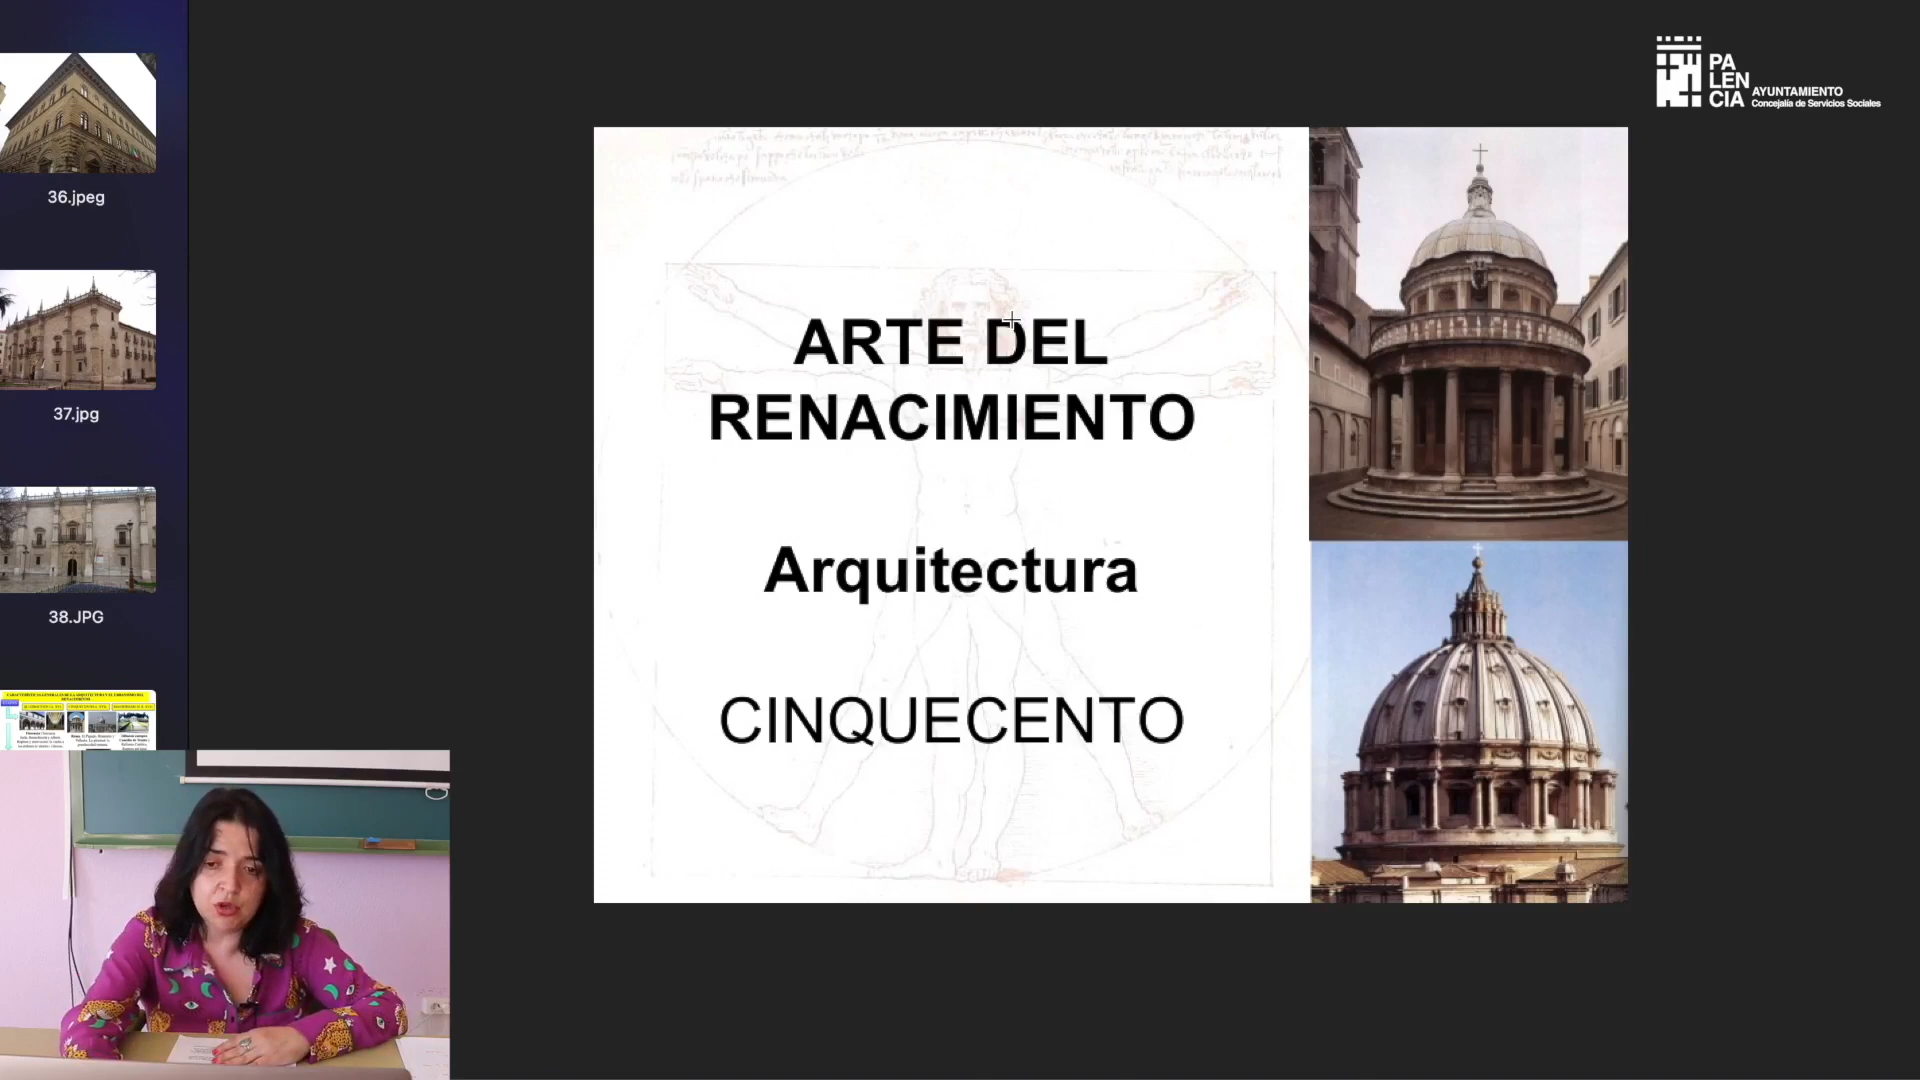 36.jpeg
37.jpg
38.JPG
PA
LEN
CIA
AYUNTAMIENTO
Concejalía de Servicios Sociales
ARTE DEL
RENACIMIENTO
Arquitectura
CINQUECENTO